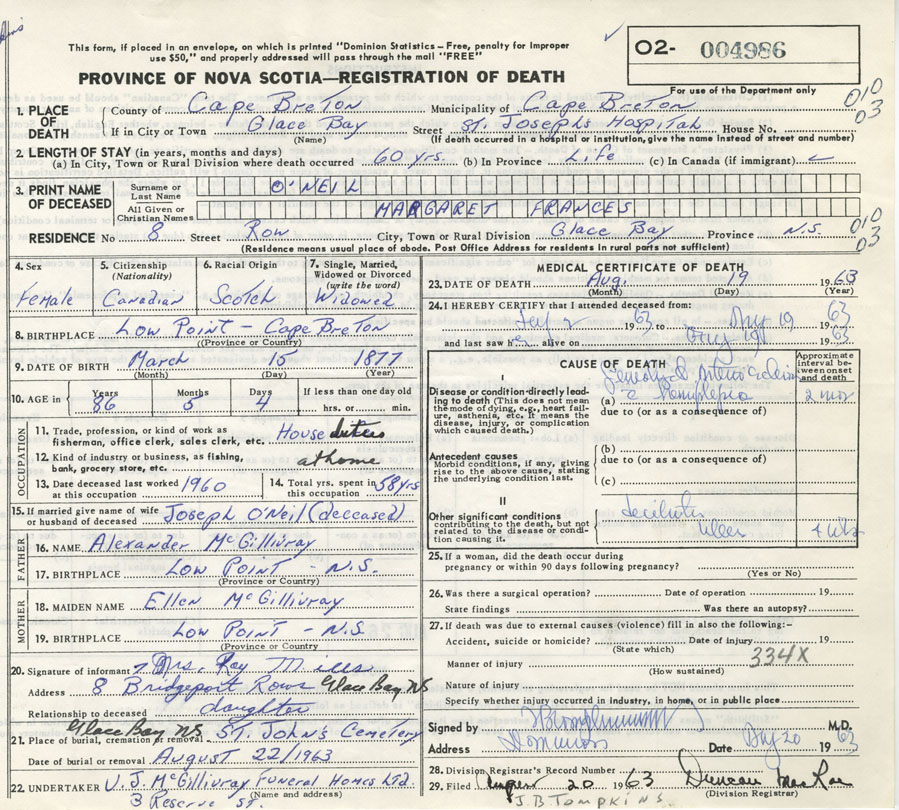 This form, if placed in an envelope, on which is printed "Dominion Statistics – Free, penalty for improper
use $50," and properly addressed will pass through the mail "FREE"
O2- 004986
For use of the Department only
PROVINCE OF NOVA SCOTIA—REGISTRATION OF DEATH
010
03
1. PLACE OF DEATH County of Cape Breton Municipality of Cape Breton
If in City or Town Glace Bay Street St. Josephs Hospital House No.
(Name) (If death occurred in a hospital or institution, give the name instead of street and number)
2. LENGTH OF STAY (in years, months and days)
(a) In City, Town or Rural Division where death occurred 60 yrs. (b) In Province Life (c) In Canada (if immigrant)
3. PRINT NAME OF DECEASED Surname or Last Name O'NEIL
All Given or Christian Names MARGARET FRANCES
RESIDENCE No 8 Street Row City, Town or Rural Division Glace Bay Province N.S.
010
03
(Residence means usual place of abode. Post Office Address for residents in rural parts not sufficient)
4. Sex Female
5. Citizenship (Nationality) Canadian
6. Racial Origin Scotch
7. Single, Married, Widowed or Divorced (write the word) Widowed
8. BIRTHPLACE Low Point – Cape Breton
(Province or Country)
9. DATE OF BIRTH March 15 1877
(Month) (Day) (Year)
10. AGE in Years 86 Months 5 Days 4 If less than one day old hrs. or min.
OCCUPATION
11. Trade, profession, or kind of work as fisherman, office clerk, sales clerk, etc. House duties
12. Kind of industry or business, as fishing, bank, grocery store, etc. at home
13. Date deceased last worked at this occupation 1960
14. Total yrs. spent in this occupation 58 yrs
15. If married give name of wife or husband of deceased Joseph O'Neil (deceased)
FATHER
16. NAME Alexander McGillivray
17. BIRTHPLACE Low Point - N.S.
(Province or Country)
MOTHER
18. MAIDEN NAME Ellen McGillivray
19. BIRTHPLACE Low Point - N.S
(Province or Country
20. Signature of informant Mrs. Roy Mills
Address 8 Bridgeport Rows Glace Bay NS
Relationship to deceased daughter
Glace Bay NS
21. Place of burial, cremation or removal St. John's Cemetery
Date of burial or removal August 22/1963
22. UNDERTAKER V. J. McGillivray Funeral Homes Ltd.
(Name and address)
3 Reserve St.
MEDICAL CERTIFICATE OF DEATH
23. DATE OF DEATH Aug. 19 1963
(Month) (Day) (Year)
24. I HEREBY CERTIFY that I attended deceased from:
2 1963 to 19 1963
and last saw h alive on 19 1963
CAUSE OF DEATH
Approximate interval between onset and death
I
Disease or condition directly leading to death (This does not mean the mode of dying, e.g., heart failure, asthenia, etc. It means the disease, injury, or complication which caused death.)
(a) 2
due to (or as a consequence of)
Antecedent causes
Morbid conditions, if any, giving rise to the above cause, stating the underlying condition last.
(b)
due to (or as a consequence of)
(c)
II
Other significant conditions contributing to the death, but not related to the disease or condition causing it.
ulcer
25. If a woman, did the death occur during pregnancy or within 90 days following pregnancy?
(Yes or No)
26. Was there a surgical operation? Date of operation 19
State findings Was there an autopsy?
27. If death was due to external causes (violence) fill in also the following:-
Accident, suicide or homicide? Date of injury 19
(State which)
334X
Manner of injury
(How sustained)
Nature of injury
Specify whether injury occurred in industry, in home, or in public place
Signed by M.D.
Address Dominion Date 20 1963
28. Division Registrar's Record Number
29. Filed August 20 1963 Duncan MacRae
(Division Registrar)
J.B TOMPKINS.